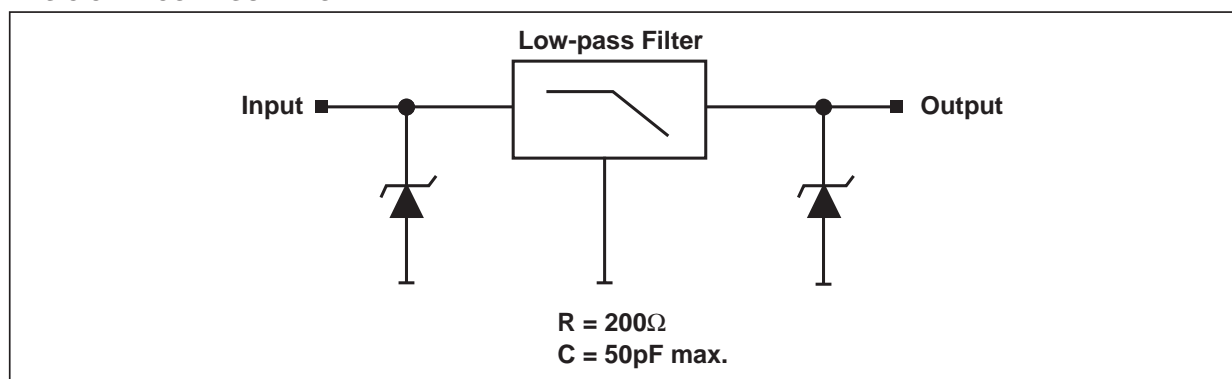 Low-pass Filter
Input
Output
R = 200Ω
C = 50pF max.